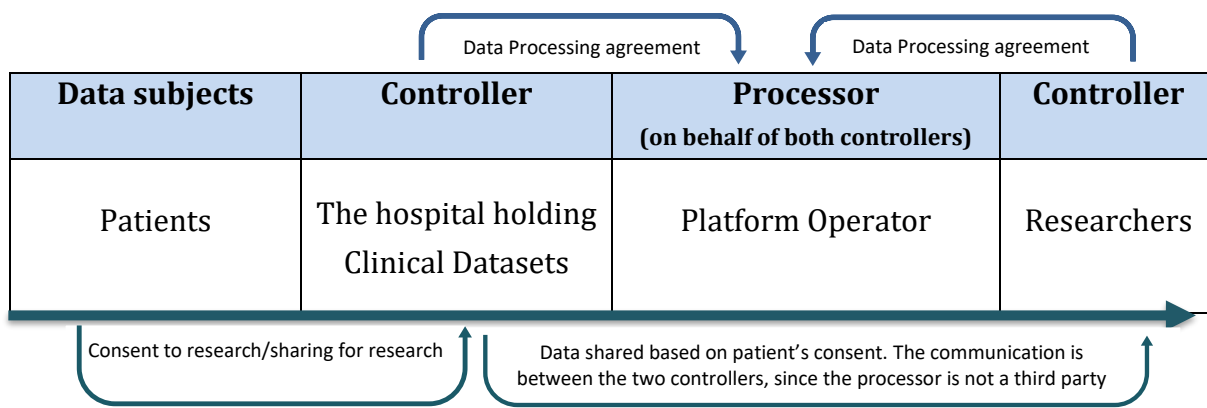 Data Processing agreement
Data Processing agreement
Data subjects
Controller
Processor
(on behalf of both controllers)
Controller
Patients
The hospital holding
Clinical Datasets
Platform Operator
Researchers
Consent to research/sharing for research
Data shared based on patient’s consent. The communication is
between the two controllers, since the processor is not a third party